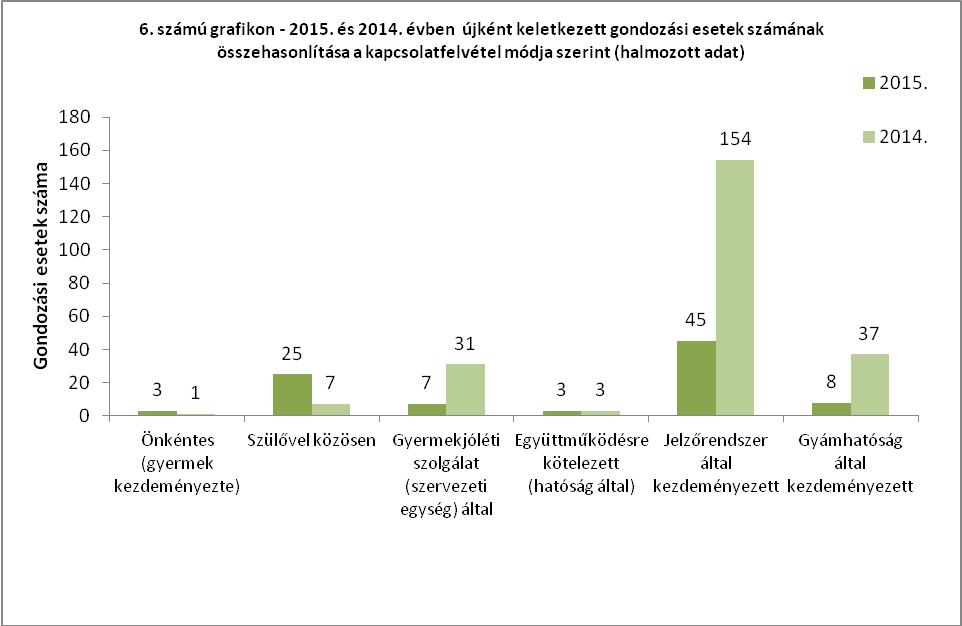 6. számú grafikon - 2015. és 2014. évben újként keletkezett gondozási esetek számának
összehasonlítása a kapcsolatfelvétel módja szerint (halmozott adat)
2015.
2014.
Gondozási esetek száma
180
160
140
120
100
80
60
40
20
0
3
1
25
7
7
31
3
3
45
154
8
37
Önkéntes
(gyermek
kezdeményezte)
Szülővel közösen
Gyermekjóléti
szolgálat
(szervezeti
egység) által
Együttműködésre
kötelezett
(hatóság által)
Jelzőrendszer
által
kezdeményezett
Gyámhatóság
által
kezdeményezett